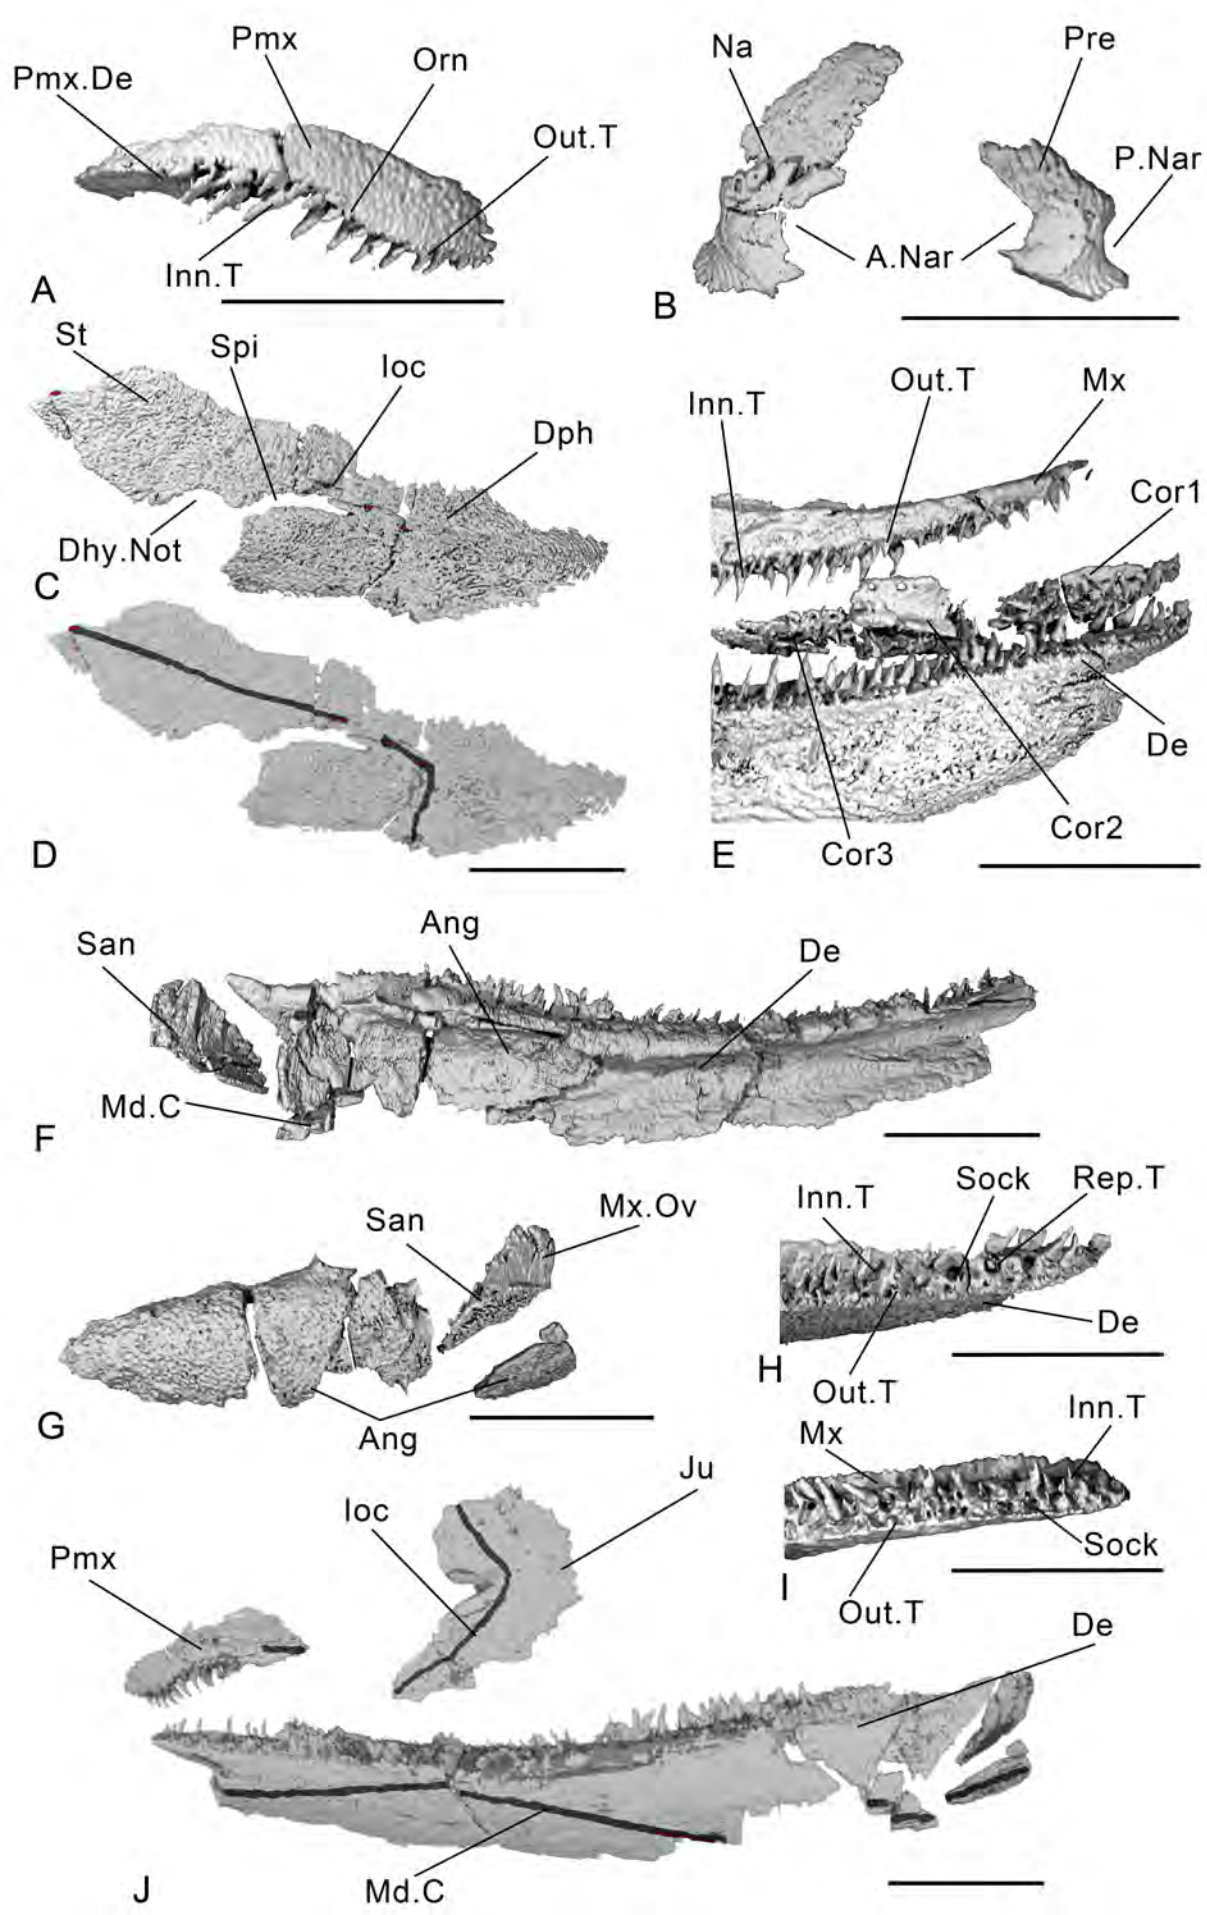 Pmx
Orn
Pmx.De
Out.T
Inn.T
A
Na
Pre
P.Nar
A.Nar
B
St
Spi
Ioc
Dph
Dhy.Not
C
D
Out.T
Mx
Inn.T
Cor1
De
Cor2
Cor3
E
Ang
San
De
Md.C
F
San
Mx.Ov
Ang
G
Sock
Rep.T
Inn.T
De
Out.T
H
Inn.T
Mx
Sock
Out.T
I
Ju
Ioc
Pmx
De
Md.C
J